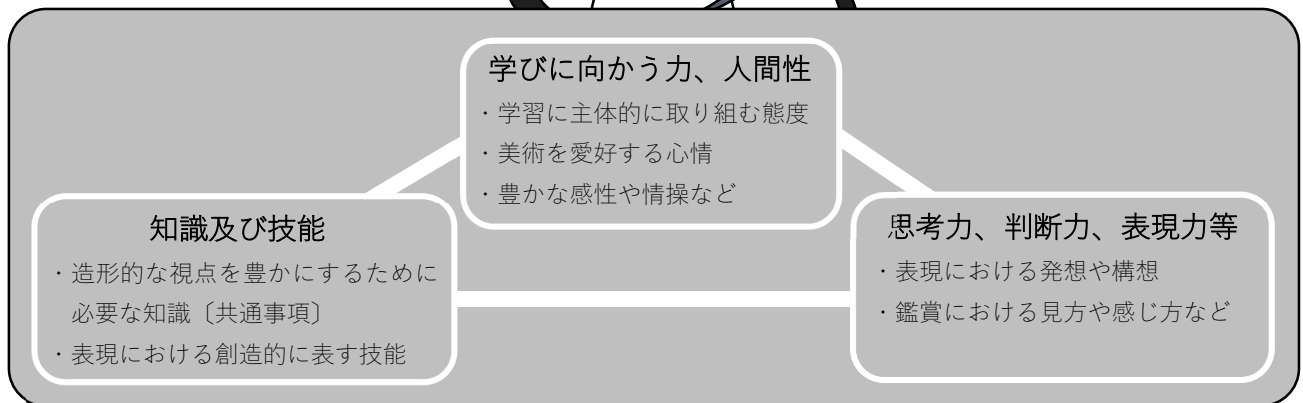 学びに向かう力、人間性
・学習に主体的に取り組む態度
・美術を愛好する心情
・豊かな感性や情操など
知識及び技能
・造形的な視点を豊かにするために
必要な知識〔共通事項〕
・表現における創造的に表す技能
思考力、判断力、表現力等
・表現における発想や構想
・鑑賞における見方や感じ方など